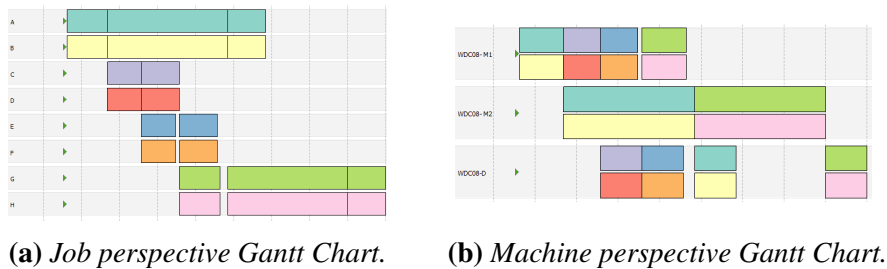 A
B
C
D
E
F
G
H
WDC08-M1
WDC08-M2
WDC08-D
(a) Job perspective Gantt Chart.
(b) Machine perspective Gantt Chart.